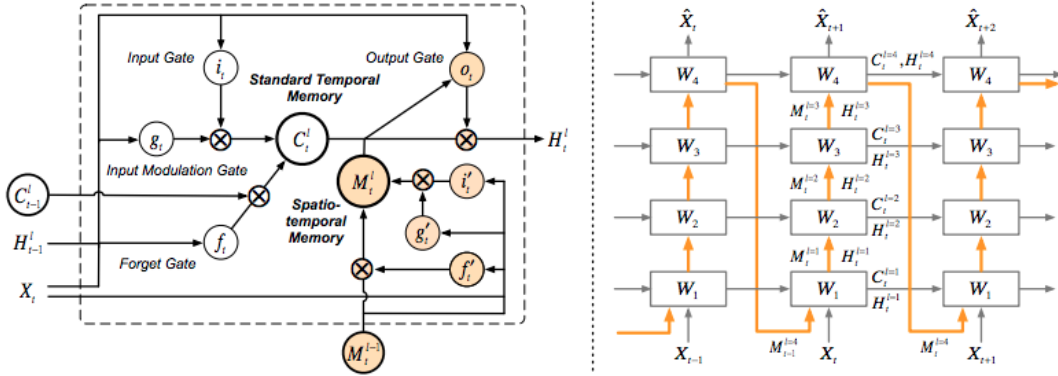 Input Gate
i_t
Output Gate
o_t
Standard Temporal
Memory
g_t
C_t^l
H_t^l
Input Modulation Gate
M_t^l
i_t'
C_{t-1}^l
Spatio-
temporal
Memory
g_t'
H_{t-1}^l
f_t
Forget Gate
f_t'
X_t
M_t^{l-1}
X̂_t
X̂_{t+1}
X̂_{t+2}
C_t^{l=4}, H_t^{l=4}
W_4
W_4
W_4
M_t^{l=3}
H_t^{l=3}
C_t^{l=3}
W_3
W_3
W_3
H_t^{l=3}
M_t^{l=2}
H_t^{l=2}
C_t^{l=2}
W_2
W_2
W_2
H_t^{l=2}
M_t^{l=1}
H_t^{l=1}
C_t^{l=1}
W_1
W_1
W_1
H_t^{l=1}
X_{t-1}
M_{t-1}^{l=4}
X_t
M_t^{l=4}
X_{t+1}